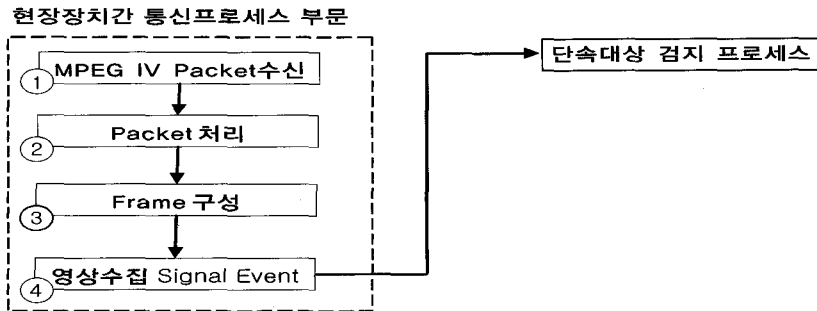 현장장치간 통신프로세스 부문
① MPEG IV Packet수신
② Packet 처리
③ Frame 구성
④ 영상수집 Signal Event
단속대상 검지 프로세스